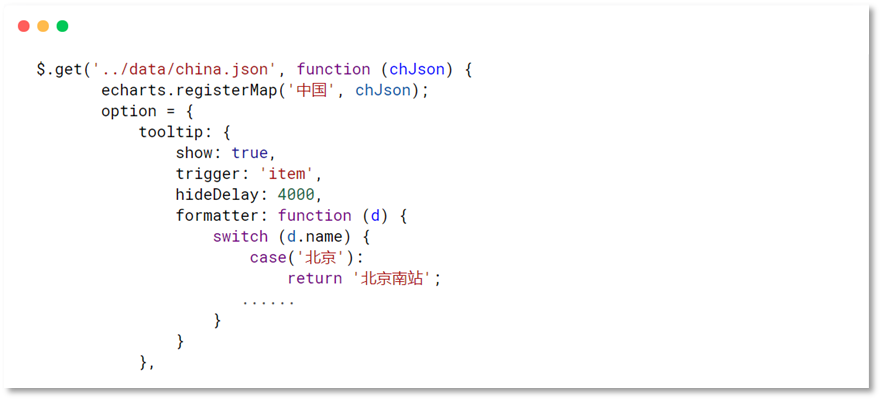 $.get('../data/china.json', function (chJson) {
echarts.registerMap('中国', chJson);
option = {
tooltip: {
show: true,
trigger: 'item',
hideDelay: 4000,
formatter: function (d) {
switch (d.name) {
case('北京'):
return '北京南站';
......
}
}
},